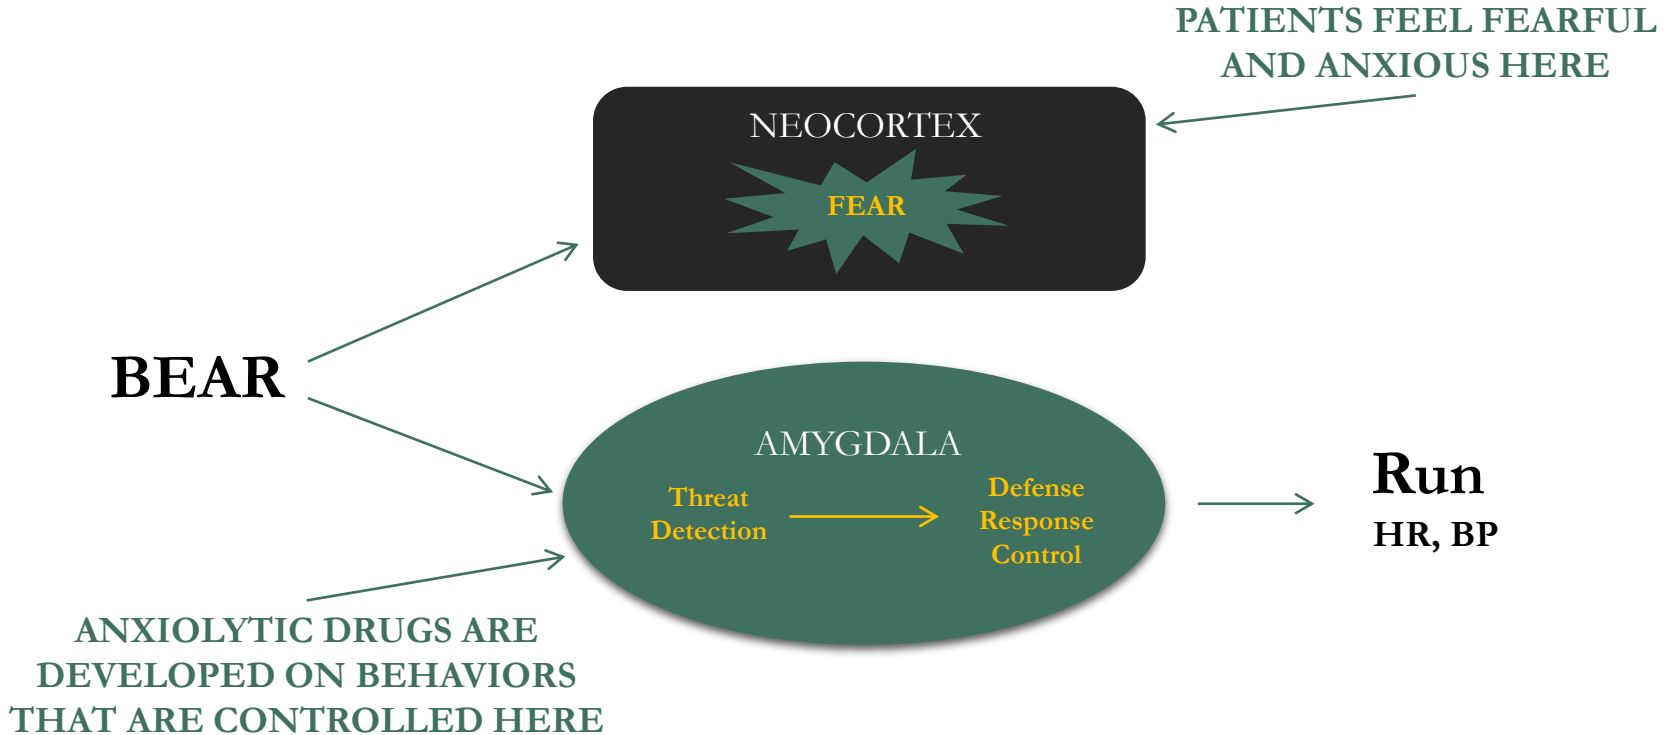 PATIENTS FEEL FEARFUL
AND ANXIOUS HERE
NEOCORTEX
FEAR
BEAR
AMYGDALA
Threat
Detection
Defense
Response
Control
Run
HR, BP
ANXIOLYTIC DRUGS ARE
DEVELOPED ON BEHAVIORS
THAT ARE CONTROLLED HERE